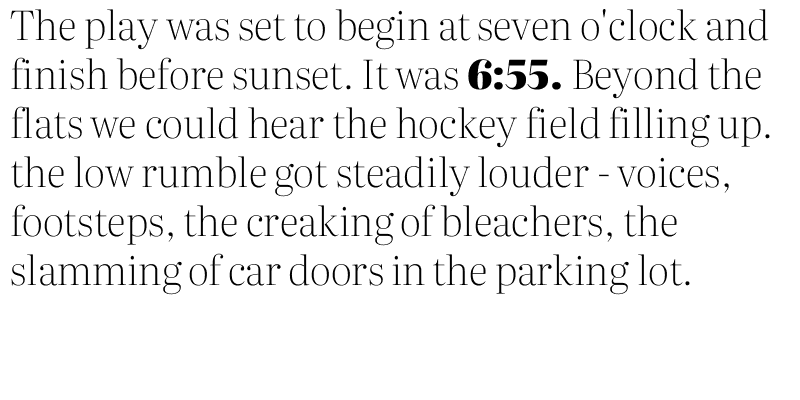 The play was set to begin at seven o'clock and
finish before sunset. It was 6:55. Beyond the
flats we could hear the hockey field filling up.
the low rumble got steadily louder - voices,
footsteps, the creaking of bleachers, the
slamming of car doors in the parking lot.